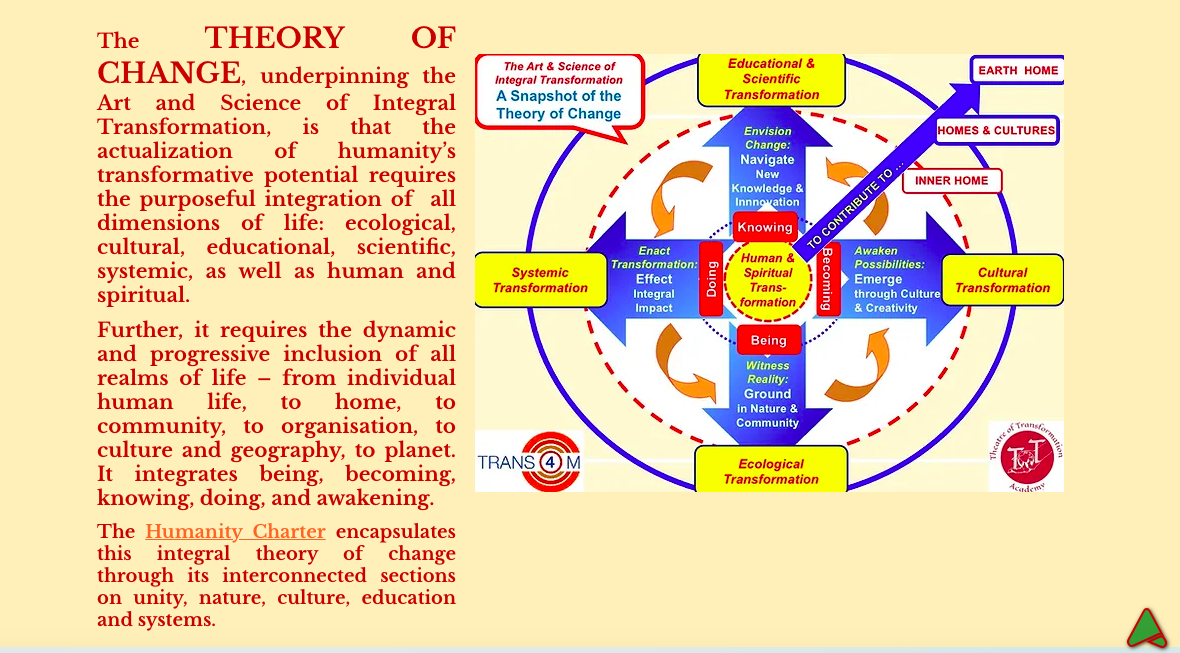 The THEORY OF
CHANGE, underpinning the
Art and Science of Integral
Transformation, is that the
actualization of humanity's
transformative potential requires
the purposeful integration of all
dimensions of life: ecological,
cultural, educational, scientific,
systemic, as well as human and
spiritual.
Further, it requires the dynamic
and progressive inclusion of all
realms of life – from individual
human life, to home, to
community, to organisation, to
culture and geography, to planet.
It integrates being, becoming,
knowing, doing, and awakening.
The Humanity Charter encapsulates
this integral theory of change
through its interconnected sections
on unity, nature, culture, education
and systems.
The Art & Science of
Integral Transformation
A Snapshot of the
Theory of Change
Educational &
Scientific
Transformation
EARTH HOME
HOMES & CULTURES
INNER HOME
TO CONTRIBUTE TO ...
Envision
Change:
Navigate
New
Knowledge &
Innnovation
Knowing
Systemic
Transformation
Enact
Transformation:
Effect
Integral
Impact
Doing
Human &
Spiritual
Trans-
formation
Becoming
Awaken
Possibilities:
Emerge
through Culture
& Creativity
Cultural
Transformation
Being
Witness
Reality:
Ground
in Nature &
Community
Ecological
Transformation
TRANS4M
Theatre of Transformation
TT
Academy